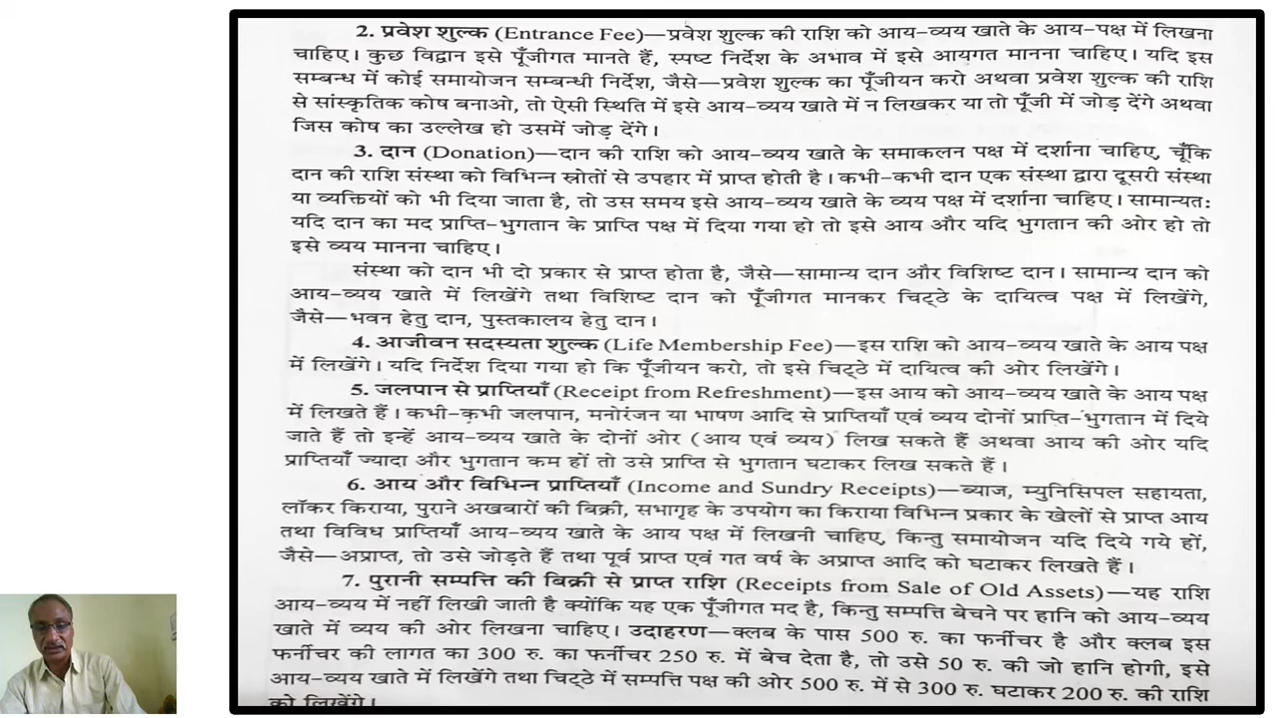 2. प्रवेश शुल्क (Entrance Fee)—प्रवेश शुल्क की राशि को आय-व्यय खाते के आय-पक्ष में लिखना
चाहिए। कुछ विद्वान इसे पूँजीगत मानते हैं, स्पष्ट निर्देश के अभाव में इसे आयगत मानना चाहिए। यदि इस
सम्बन्ध में कोई समायोजन सम्बन्धी निर्देश, जैसे—प्रवेश शुल्क का पूँजीयन करो अथवा प्रवेश शुल्क की राशि
से सांस्कृतिक कोष बनाओ, तो ऐसी स्थिति में इसे आय-व्यय खाते में न लिखकर या तो पूँजी में जोड़ देंगे अथवा
जिस कोष का उल्लेख हो उसमें जोड़ देंगे।
3. दान (Donation)—दान की राशि को आय-व्यय खाते के समाकलन पक्ष में दर्शाना चाहिए, चूँकि
दान की राशि संस्था को विभिन्न स्रोतों से उपहार में प्राप्त होती है। कभी-कभी दान एक संस्था द्वारा दूसरी संस्था
या व्यक्तियों को भी दिया जाता है, तो उस समय इसे आय-व्यय खाते के व्यय पक्ष में दर्शाना चाहिए। सामान्यतः
यदि दान का मद प्राप्ति-भुगतान के प्राप्ति पक्ष में दिया गया हो तो इसे आय और यदि भुगतान की ओर हो तो
इसे व्यय मानना चाहिए।
संस्था को दान भी दो प्रकार से प्राप्त होता है, जैसे—सामान्य दान और विशिष्ट दान। सामान्य दान को
आय-व्यय खाते में लिखेंगे तथा विशिष्ट दान को पूँजीगत मानकर चिट्ठे के दायित्व पक्ष में लिखेंगे,
जैसे—भवन हेतु दान, पुस्तकालय हेतु दान।
4. आजीवन सदस्यता शुल्क (Life Membership Fee)—इस राशि को आय-व्यय खाते के आय पक्ष
में लिखेंगे। यदि निर्देश दिया गया हो कि पूँजीयन करो, तो इसे चिट्ठे में दायित्व की ओर लिखेंगे।
5. जलपान से प्राप्तियाँ (Receipt from Refreshment)—इस आय को आय-व्यय खाते के आय पक्ष
में लिखते हैं। कभी-कभी जलपान, मनोरंजन या भाषण आदि से प्राप्तियाँ एवं व्यय दोनों प्राप्ति-भुगतान में दिये
जाते हैं तो इन्हें आय-व्यय खाते के दोनों ओर (आय एवं व्यय) लिख सकते हैं अथवा आय की ओर यदि
प्राप्तियाँ ज्यादा और भुगतान कम हों तो उसे प्राप्ति से भुगतान घटाकर लिख सकते हैं।
6. आय और विभिन्न प्राप्तियाँ (Income and Sundry Receipts)—ब्याज, म्युनिसिपल सहायता,
लॉकर किराया, पुराने अखबारों की बिक्री, सभागृह के उपयोग का किराया विभिन्न प्रकार के खेलों से प्राप्त आय
तथा विविध प्राप्तियाँ आय-व्यय खाते के आय पक्ष में लिखनी चाहिए, किन्तु समायोजन यदि दिये गये हों,
जैसे—अप्राप्त, तो उसे जोड़ते हैं तथा पूर्व प्राप्त एवं गत वर्ष के अप्राप्त आदि को घटाकर लिखते हैं।
7. पुरानी सम्पत्ति की बिक्री से प्राप्त राशि (Receipts from Sale of Old Assets)—यह राशि
आय-व्यय में नहीं लिखी जाती है क्योंकि यह एक पूँजीगत मद है, किन्तु सम्पत्ति बेचने पर हानि को आय-व्यय
खाते में व्यय की ओर लिखना चाहिए। उदाहरण—क्लब के पास 500 रु. का फर्नीचर है और क्लब इस
फर्नीचर की लागत का 300 रु. का फर्नीचर 250 रु. में बेच देता है, तो उसे 50 रु. की जो हानि होगी, इसे
आय-व्यय खाते में लिखेंगे तथा चिट्ठे में सम्पत्ति पक्ष की ओर 500 रु. में से 300 रु. घटाकर 200 रु. की राशि
को लिखेंगे।